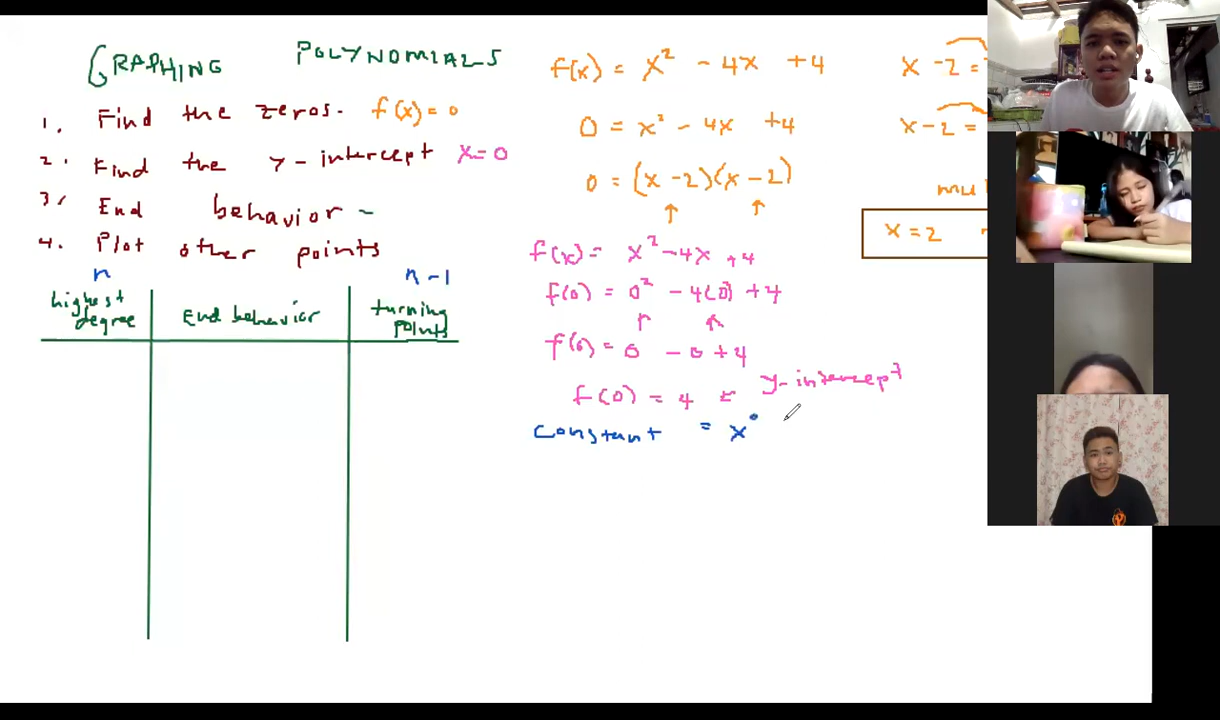 GRAPHING POLYNOMIALS
1. Find the zeros. f(x) = 0
2. Find the y-intercept x=0
3. End behavior -
4. Plot other points
n n-1
highest degree End behavior turning points
f(x) = x² - 4x + 4
0 = x² - 4x + 4
0 = (x - 2)(x - 2)
↑ ↑
f(x) = x² - 4x + 4
f(0) = 0² - 4(0) + 4
↑ ↑
f(0) = 0 - 0 + 4
f(0) = 4 ← y-intercept
constant = x⁰
x - 2 =
x - 2 =
mul
x = 2